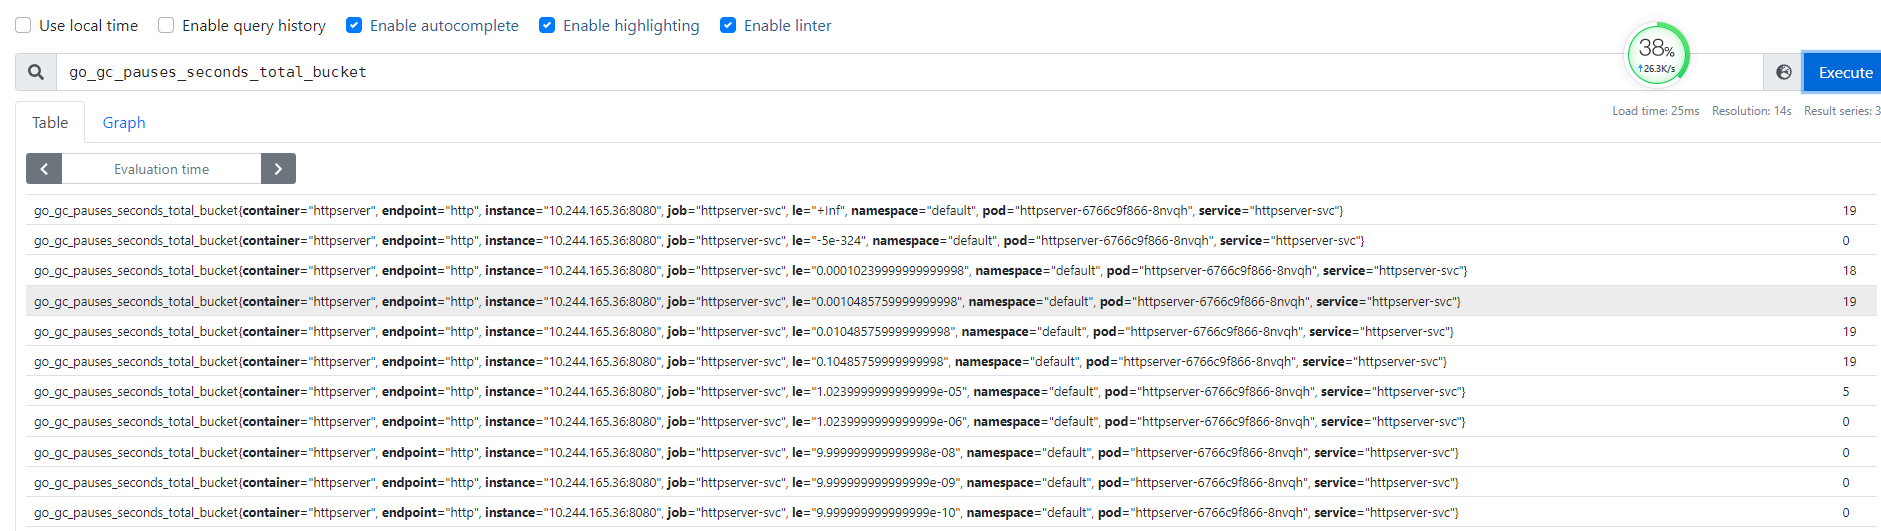 Use local time Enable query history Enable autocomplete Enable highlighting Enable linter
go_gc_pauses_seconds_total_bucket 38% ↑26.3K/s Execute
Table Graph Load time: 25ms Resolution: 14s Result series: 3
Evaluation time
go_gc_pauses_seconds_total_bucket{container="httpserver", endpoint="http", instance="10.244.165.36:8080", job="httpserver-svc", le="+Inf", namespace="default", pod="httpserver-6766c9f866-8nvqh", service="httpserver-svc"} 19
go_gc_pauses_seconds_total_bucket{container="httpserver", endpoint="http", instance="10.244.165.36:8080", job="httpserver-svc", le="-5e-324", namespace="default", pod="httpserver-6766c9f866-8nvqh", service="httpserver-svc"} 0
go_gc_pauses_seconds_total_bucket{container="httpserver", endpoint="http", instance="10.244.165.36:8080", job="httpserver-svc", le="0.00010239999999999998", namespace="default", pod="httpserver-6766c9f866-8nvqh", service="httpserver-svc"} 18
go_gc_pauses_seconds_total_bucket{container="httpserver", endpoint="http", instance="10.244.165.36:8080", job="httpserver-svc", le="0.0010485759999999998", namespace="default", pod="httpserver-6766c9f866-8nvqh", service="httpserver-svc"} 19
go_gc_pauses_seconds_total_bucket{container="httpserver", endpoint="http", instance="10.244.165.36:8080", job="httpserver-svc", le="0.010485759999999998", namespace="default", pod="httpserver-6766c9f866-8nvqh", service="httpserver-svc"} 19
go_gc_pauses_seconds_total_bucket{container="httpserver", endpoint="http", instance="10.244.165.36:8080", job="httpserver-svc", le="0.10485759999999998", namespace="default", pod="httpserver-6766c9f866-8nvqh", service="httpserver-svc"} 19
go_gc_pauses_seconds_total_bucket{container="httpserver", endpoint="http", instance="10.244.165.36:8080", job="httpserver-svc", le="1.0239999999999999e-05", namespace="default", pod="httpserver-6766c9f866-8nvqh", service="httpserver-svc"} 5
go_gc_pauses_seconds_total_bucket{container="httpserver", endpoint="http", instance="10.244.165.36:8080", job="httpserver-svc", le="1.0239999999999999e-06", namespace="default", pod="httpserver-6766c9f866-8nvqh", service="httpserver-svc"} 0
go_gc_pauses_seconds_total_bucket{container="httpserver", endpoint="http", instance="10.244.165.36:8080", job="httpserver-svc", le="9.999999999999998e-08", namespace="default", pod="httpserver-6766c9f866-8nvqh", service="httpserver-svc"} 0
go_gc_pauses_seconds_total_bucket{container="httpserver", endpoint="http", instance="10.244.165.36:8080", job="httpserver-svc", le="9.999999999999999e-09", namespace="default", pod="httpserver-6766c9f866-8nvqh", service="httpserver-svc"} 0
go_gc_pauses_seconds_total_bucket{container="httpserver", endpoint="http", instance="10.244.165.36:8080", job="httpserver-svc", le="9.999999999999999e-10", namespace="default", pod="httpserver-6766c9f866-8nvqh", service="httpserver-svc"} 0